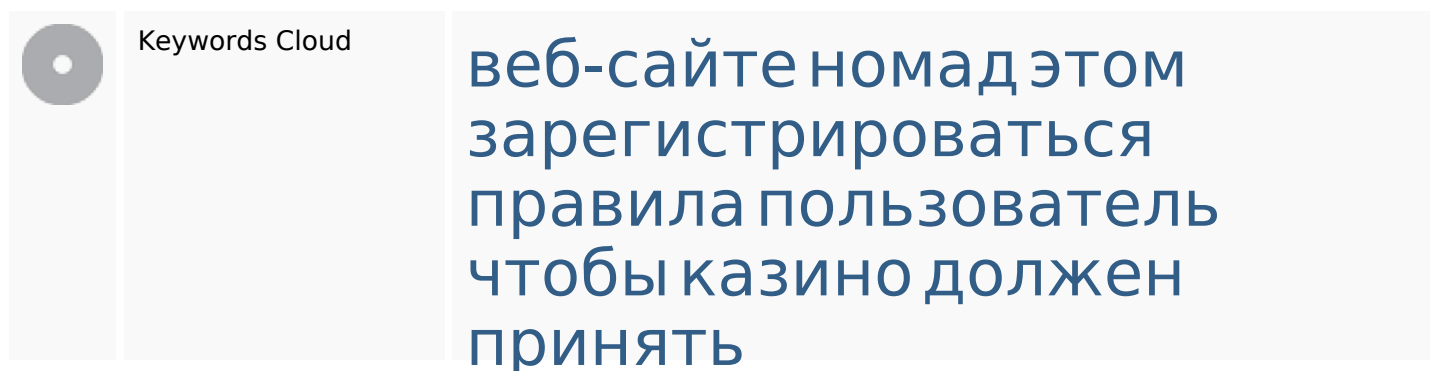 Keywords Cloud
веб-сайте номад этом
зарегистрироваться
правила пользователь
чтобы казино должен
принять